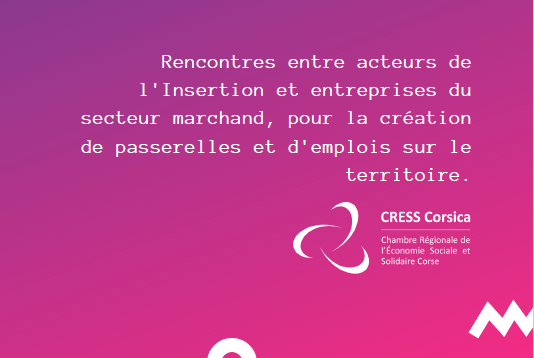 Rencontres entre acteurs de
l'Insertion et entreprises du
secteur marchand, pour la création
de passerelles et d'emplois sur le
territoire.
CRESS Corsica
Chambre Régionale de
l'Économie Sociale et
Solidaire Corse